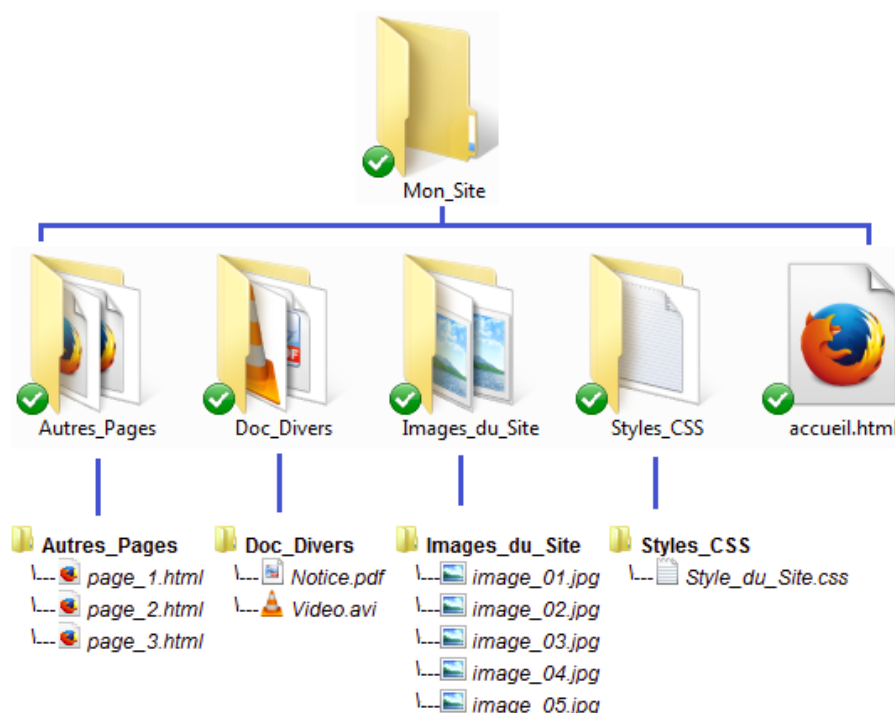 Mon_Site
Autres_Pages
Doc_Divers
Images_du_Site
Styles_CSS
accueil.html
Autres_Pages
page_1.html
page_2.html
page_3.html
Doc_Divers
Notice.pdf
Video.avi
Images_du_Site
image_01.jpg
image_02.jpg
image_03.jpg
image_04.jpg
image_05.jpg
Styles_CSS
Style_du_Site.css